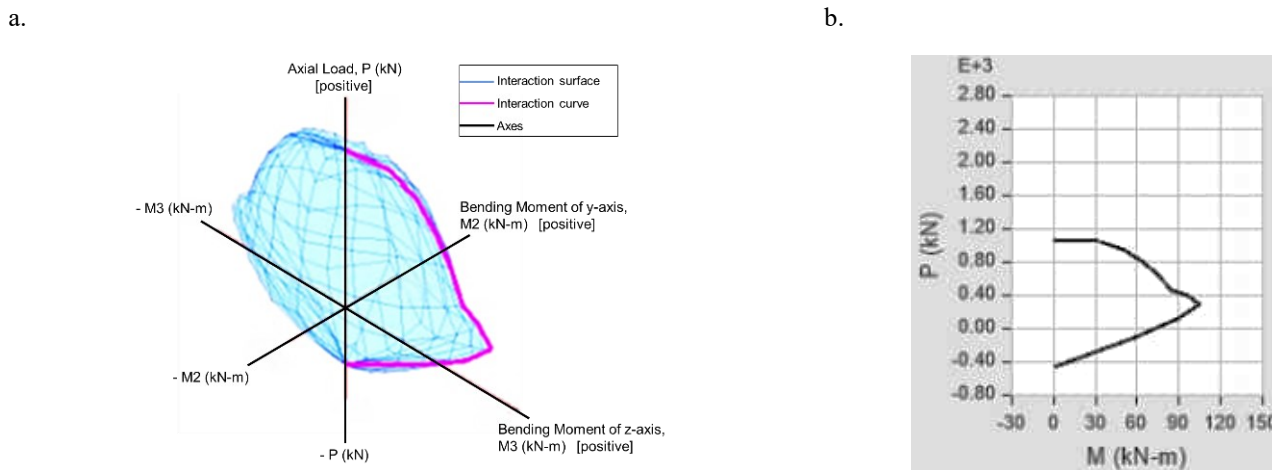 a.
b.
Axial Load, P (kN)
[positive]
Interaction surface
Interaction curve
Axes
- M3 (kN-m)
Bending Moment of y-axis,
M2 (kN-m) [positive]
- M2 (kN-m)
Bending Moment of z-axis,
M3 (kN-m) [positive]
- P (kN)
E+3
2.80
2.40
2.00
1.60
1.20
0.80
0.40
0.00
-0.40
-0.80
P (kN)
-30 0 30 60 90 120 150
M (kN-m)